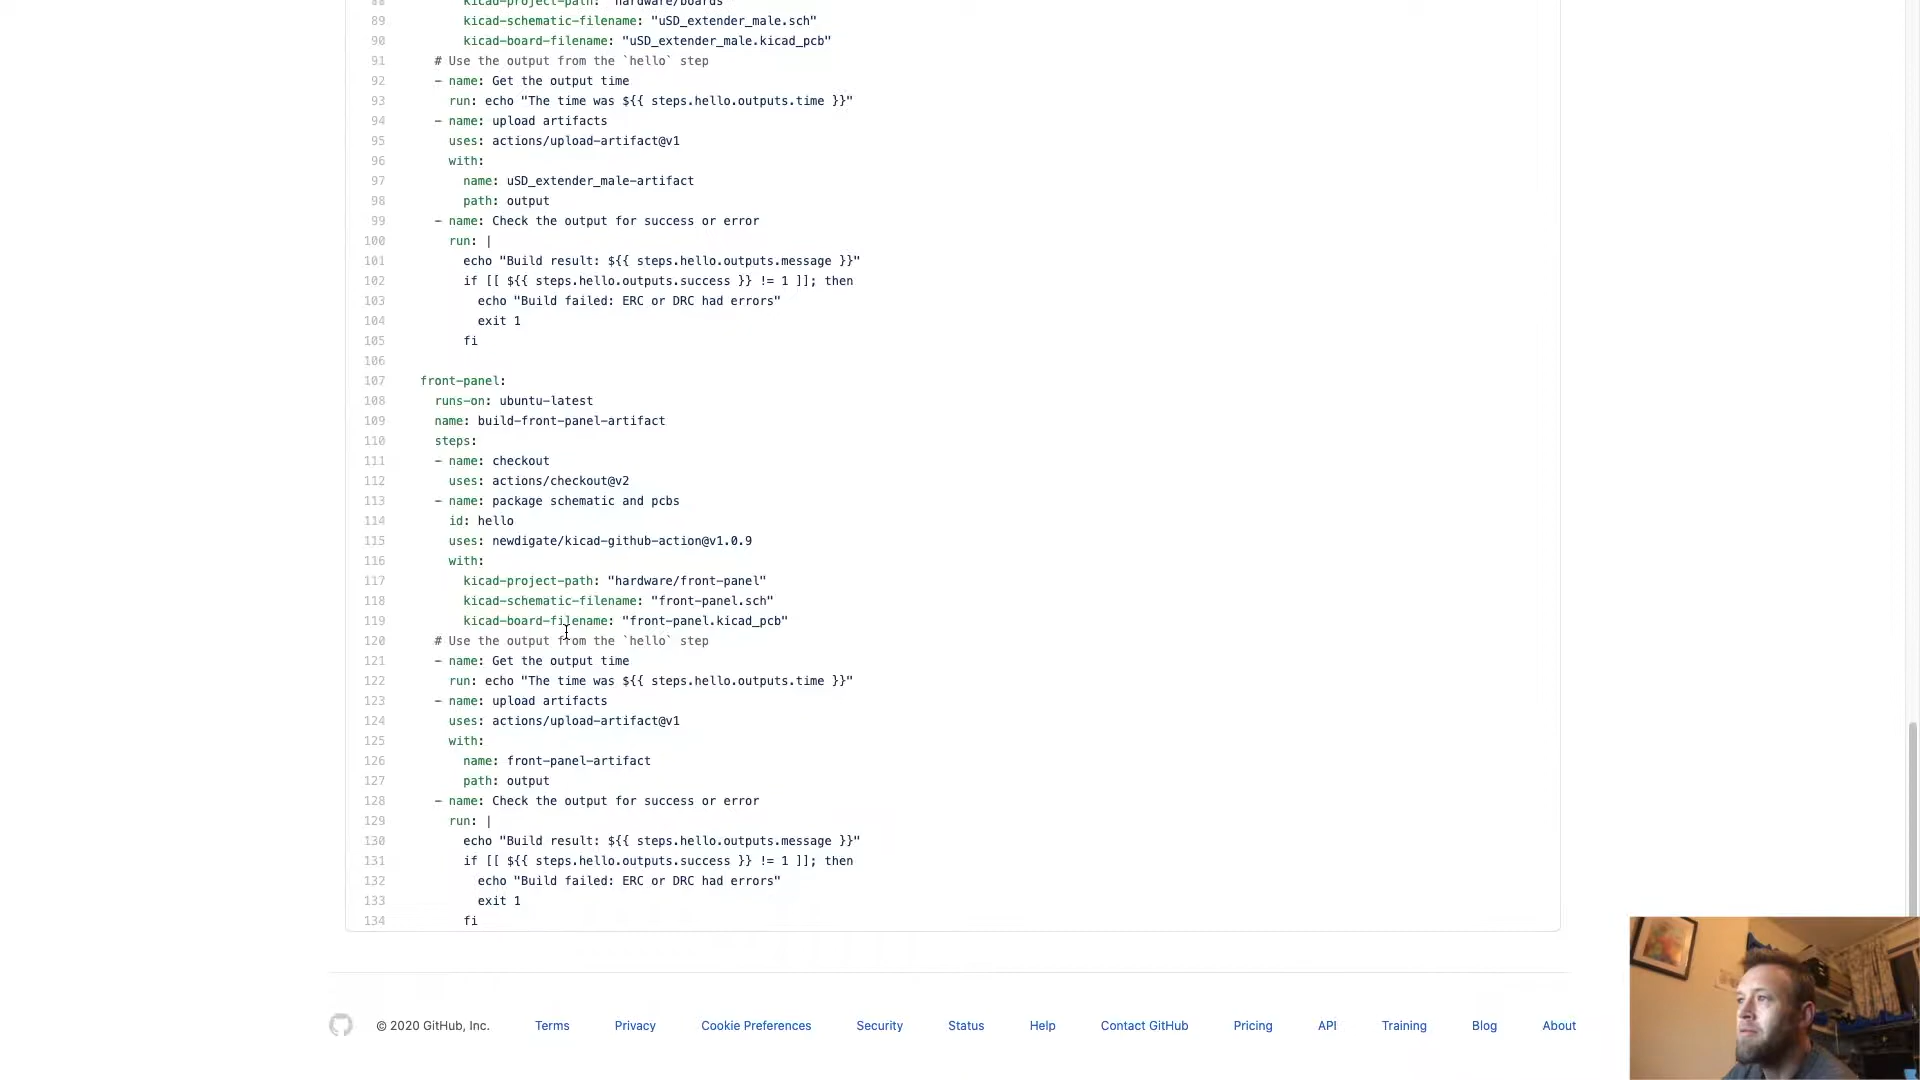 88 kicad-project-path: "hardware/boards"
89 kicad-schematic-filename: "uSD_extender_male.sch"
90 kicad-board-filename: "uSD_extender_male.kicad_pcb"
91 # Use the output from the `hello` step
92 - name: Get the output time
93 run: echo "The time was ${{ steps.hello.outputs.time }}"
94 - name: upload artifacts
95 uses: actions/upload-artifact@v1
96 with:
97 name: uSD_extender_male-artifact
98 path: output
99 - name: Check the output for success or error
100 run: |
101 echo "Build result: ${{ steps.hello.outputs.message }}"
102 if [[ ${{ steps.hello.outputs.success }} != 1 ]]; then
103 echo "Build failed: ERC or DRC had errors"
104 exit 1
105 fi
106
107 front-panel:
108 runs-on: ubuntu-latest
109 name: build-front-panel-artifact
110 steps:
111 - name: checkout
112 uses: actions/checkout@v2
113 - name: package schematic and pcbs
114 id: hello
115 uses: newdigate/kicad-github-action@v1.0.9
116 with:
117 kicad-project-path: "hardware/front-panel"
118 kicad-schematic-filename: "front-panel.sch"
119 kicad-board-filename: "front-panel.kicad_pcb"
120 # Use the output from the `hello` step
121 - name: Get the output time
122 run: echo "The time was ${{ steps.hello.outputs.time }}"
123 - name: upload artifacts
124 uses: actions/upload-artifact@v1
125 with:
126 name: front-panel-artifact
127 path: output
128 - name: Check the output for success or error
129 run: |
130 echo "Build result: ${{ steps.hello.outputs.message }}"
131 if [[ ${{ steps.hello.outputs.success }} != 1 ]]; then
132 echo "Build failed: ERC or DRC had errors"
133 exit 1
134 fi
© 2020 GitHub, Inc. Terms Privacy Cookie Preferences Security Status Help Contact GitHub Pricing API Training Blog About